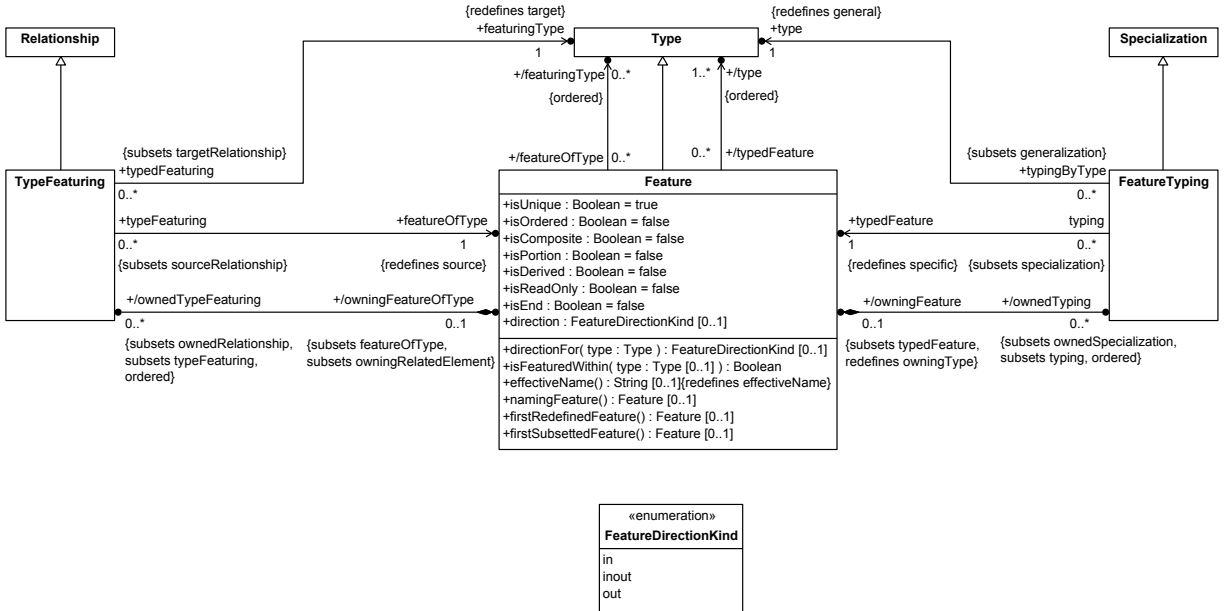 {redefines target}
{redefines general}
+featuringType
+type
Relationship
Type
Specialization
1
1
+/featuringType 0..*
1..* +/type
{ordered}
{ordered}
{subsets targetRelationship}
+/featureOfType 0..*
0..* +/typedFeature
{subsets generalization}
+typedFeaturing
+typingByType
TypeFeaturing
0..*
Feature
0..*
FeatureTyping
+isUnique : Boolean = true
+isOrdered : Boolean = false
+isComposite : Boolean = false
+isPortion : Boolean = false
+isDerived : Boolean = false
+isReadOnly : Boolean = false
+isEnd : Boolean = false
+direction : FeatureDirectionKind [0..1]
+typeFeaturing
+featureOfType
+typedFeature
typing
0..*
1
1
0..*
{subsets sourceRelationship}
{redefines source}
{redefines specific}
{subsets specialization}
+/ownedTypeFeaturing
+/owningFeatureOfType
+/owningFeature
+/ownedTyping
0..*
0..1
0..1
0..*
{subsets ownedRelationship,
subsets typeFeaturing,
ordered}
{subsets featureOfType,
subsets owningRelatedElement}
{subsets typedFeature,
redefines owningType}
{subsets ownedSpecialization,
subsets typing, ordered}
+directionFor( type : Type ) : FeatureDirectionKind [0..1]
+isFeaturedWithin( type : Type [0..1] ) : Boolean
+effectiveName() : String [0..1]{redefines effectiveName}
+namingFeature() : Feature [0..1]
+firstRedefinedFeature() : Feature [0..1]
+firstSubsettedFeature() : Feature [0..1]
«enumeration»
FeatureDirectionKind
in
inout
out